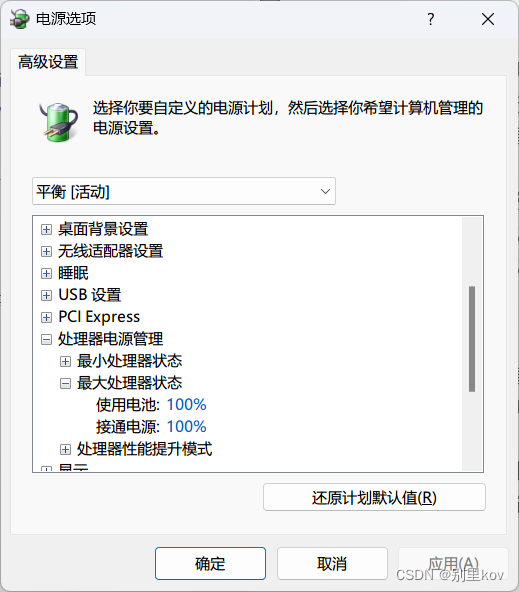 电源选项
高级设置
选择你要自定义的电源计划，然后选择你希望计算机管理的
电源设置。
平衡 [活动]
桌面背景设置
无线适配器设置
睡眠
USB 设置
PCI Express
处理器电源管理
最小处理器状态
最大处理器状态
使用电池: 100%
接通电源: 100%
处理器性能提升模式
显示
还原计划默认值(R)
确定
取消
应用(A)
CSDN @别里kov